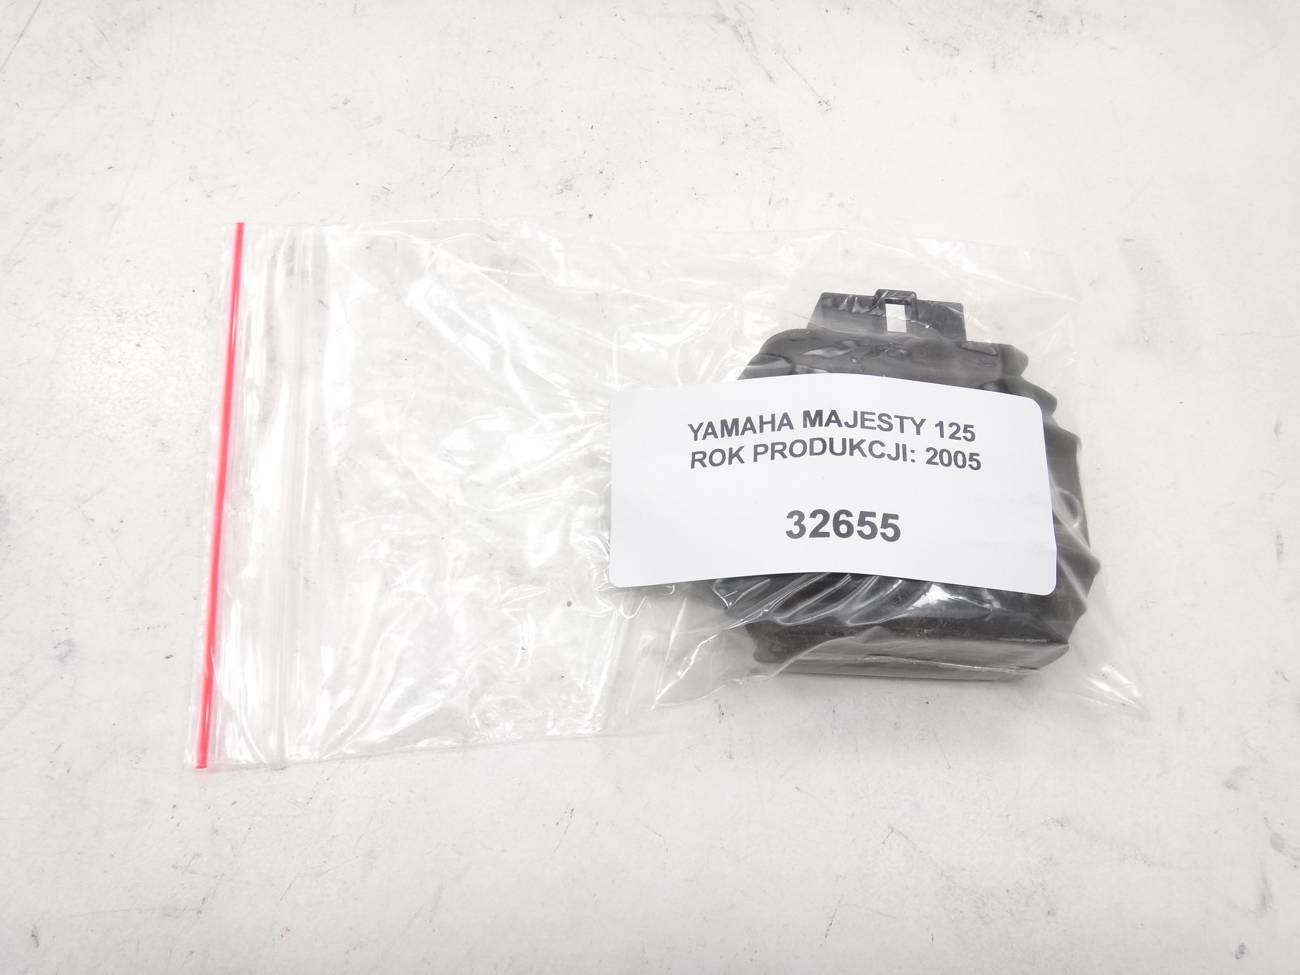 YAMAHA MAJESTY 125
ROK PRODUKCJI: 2005
32655